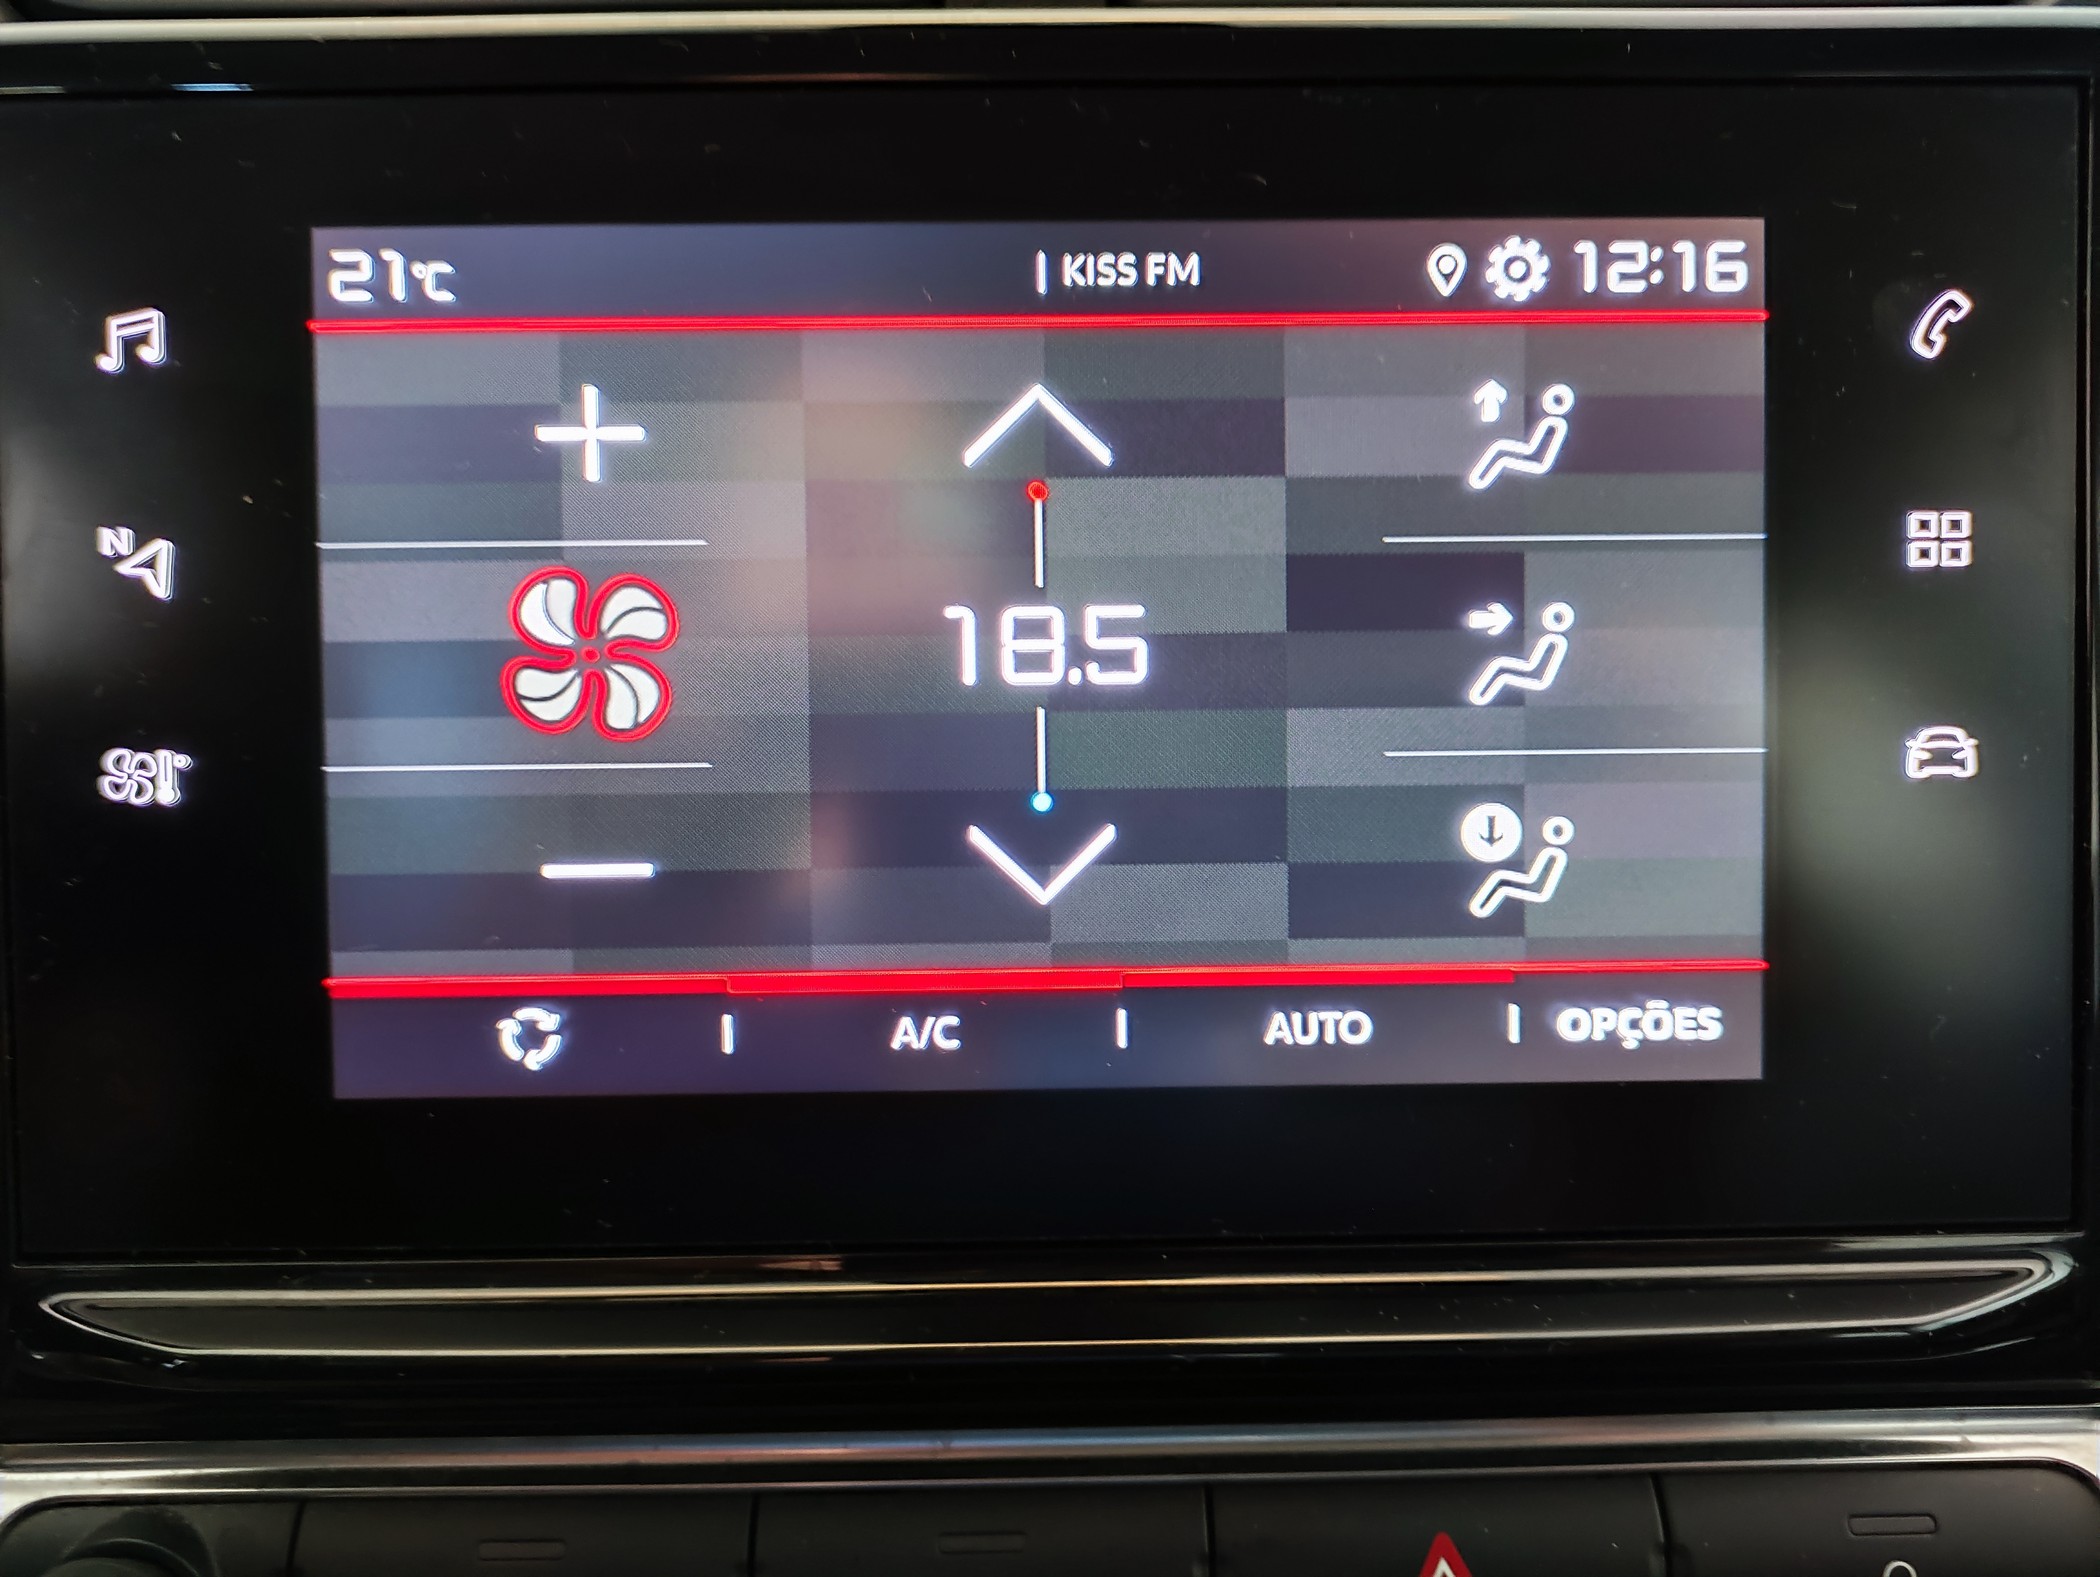 21°C | KISS FM 12:16
N
18.5
A/C | AUTO | OPÇÕES